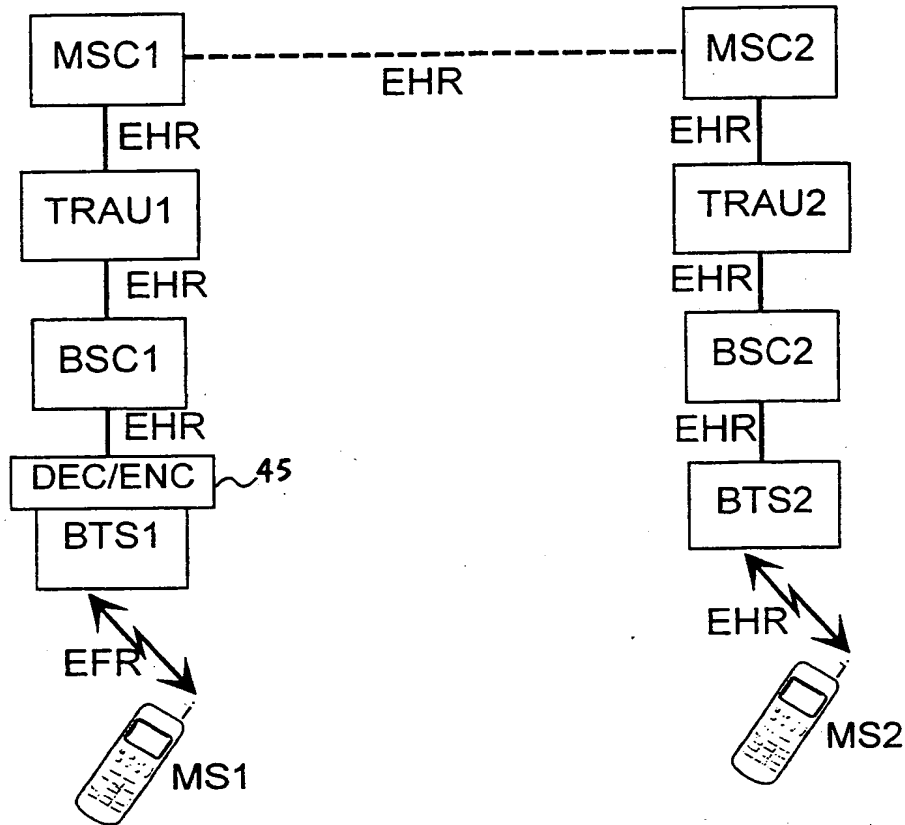 MSC1
MSC2
EHR
EHR
EHR
TRAU1
TRAU2
EHR
EHR
BSC1
BSC2
EHR
EHR
DEC/ENC
45
BTS1
BTS2
EFR
EHR
MS1
MS2